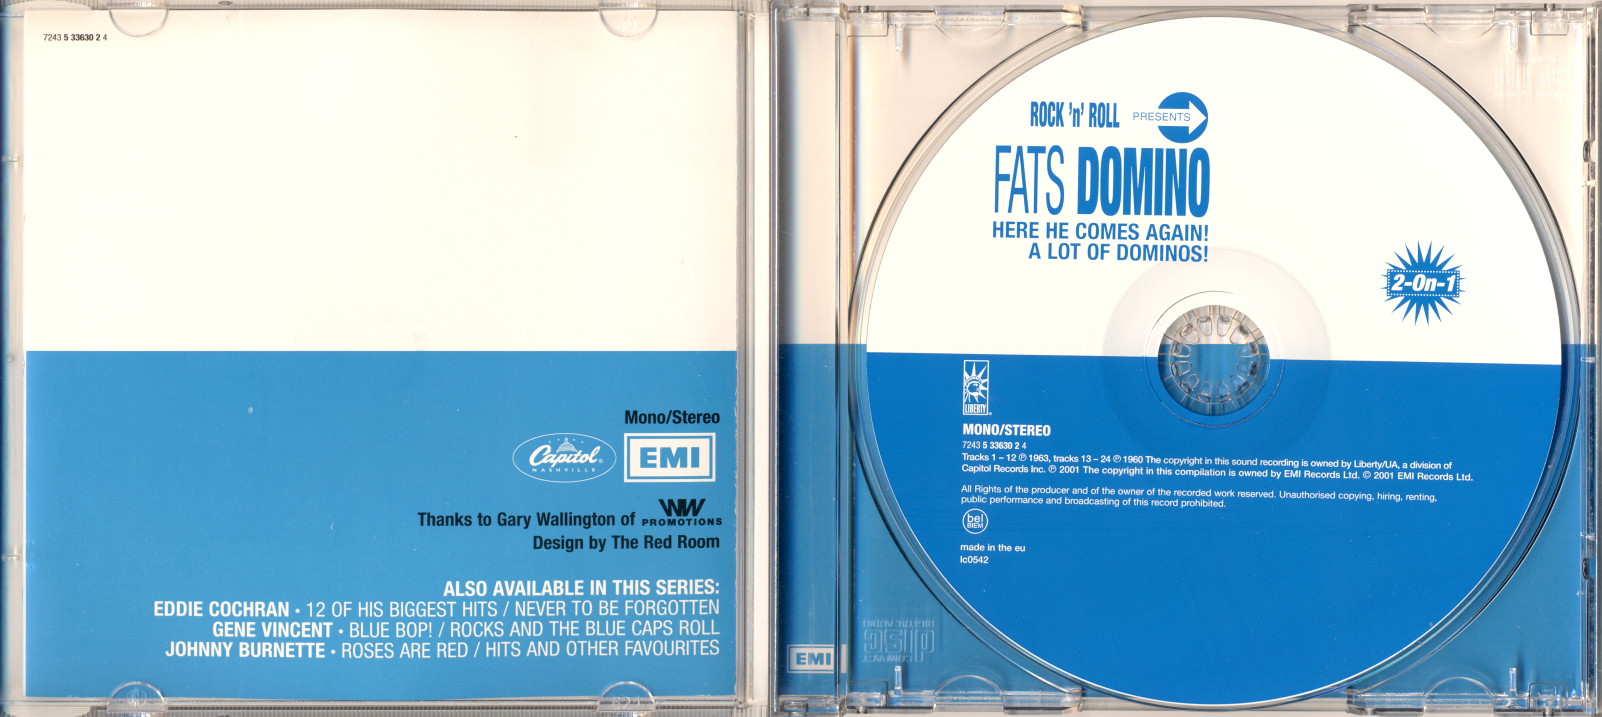 7243 5 33630 2 4
Mono/Stereo
Capitol®
NASHVILLE
EMI
Thanks to Gary Wallington of NW PROMOTIONS
Design by The Red Room
ALSO AVAILABLE IN THIS SERIES:
EDDIE COCHRAN • 12 OF HIS BIGGEST HITS / NEVER TO BE FORGOTTEN
GENE VINCENT • BLUE BOP! / ROCKS AND THE BLUE CAPS ROLL
JOHNNY BURNETTE • ROSES ARE RED / HITS AND OTHER FAVOURITES
EMI
COMPACT
disc
DIGITAL AUDIO
ROCK 'n' ROLL PRESENTS
FATS DOMINO
HERE HE COMES AGAIN!
A LOT OF DOMINOS!
2-On-1
LIBERTY
MONO/STEREO
7243 5 33630 2 4
Tracks 1 – 12 ℗ 1963, tracks 13 – 24 ℗ 1960 The copyright in this sound recording is owned by Liberty/UA, a division of
Capitol Records Inc. ℗ 2001 The copyright in this compilation is owned by EMI Records Ltd. © 2001 EMI Records Ltd.
All Rights of the producer and of the owner of the recorded work reserved. Unauthorised copying, hiring, renting,
public performance and broadcasting of this record prohibited.
bel
BIEM
made in the eu
lc0542